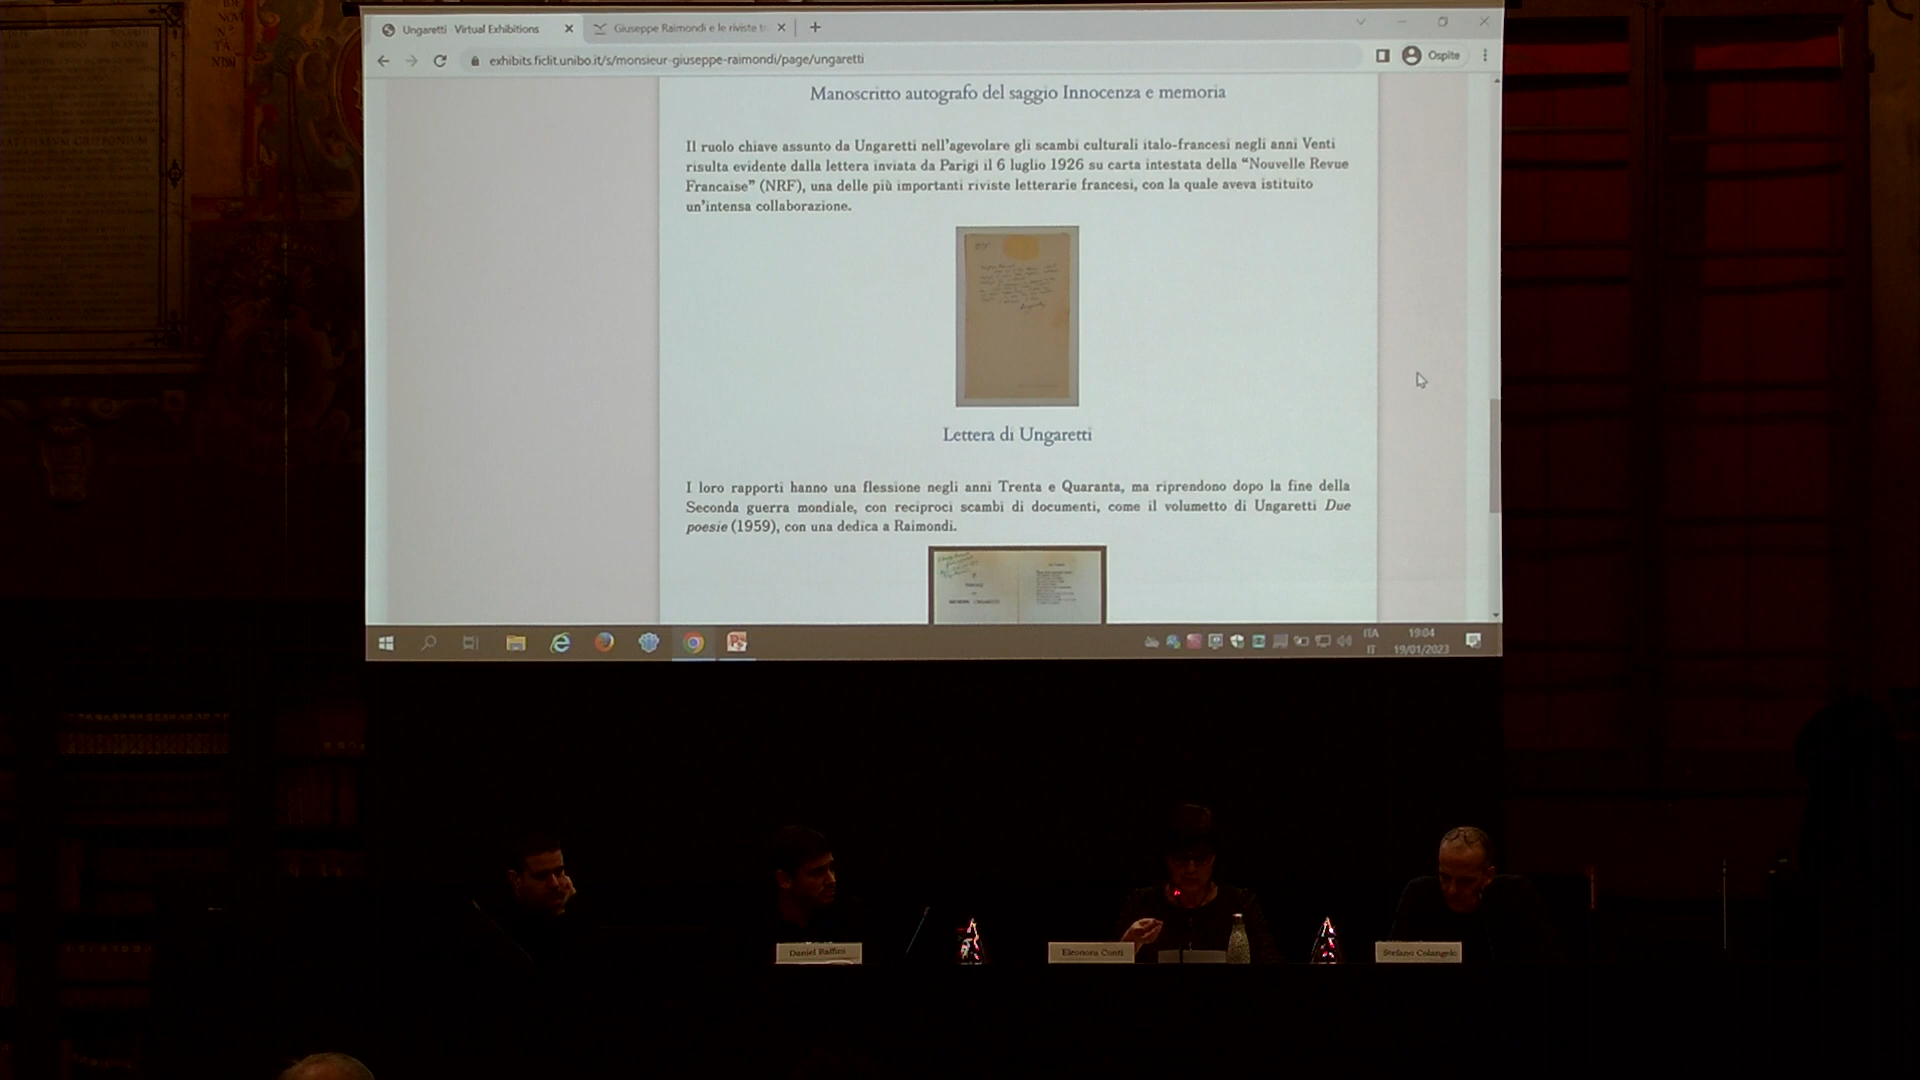 Ungaretti · Virtual Exhibitions
Giuseppe Raimondi e le riviste t
exhibits.ficlit.unibo.it/s/monsieur-giuseppe-raimondi/page/ungaretti
Ospite
Manoscritto autografo del saggio Innocenza e memoria
Il ruolo chiave assunto da Ungaretti nell'agevolare gli scambi culturali italo-francesi negli anni Venti
risulta evidente dalla lettera inviata da Parigi il 6 luglio 1926 su carta intestata della “Nouvelle Revue
Francaise” (NRF), una delle più importanti riviste letterarie francesi, con la quale aveva istituito
un'intensa collaborazione.
Lettera di Ungaretti
I loro rapporti hanno una flessione negli anni Trenta e Quaranta, ma riprendono dopo la fine della
Seconda guerra mondiale, con reciproci scambi di documenti, come il volumetto di Ungaretti Due
poesie (1959), con una dedica a Raimondi.
ITA
IT
19:04
19/01/2023
Daniel Raffini
Eleonora Conti
Stefano Colangelo